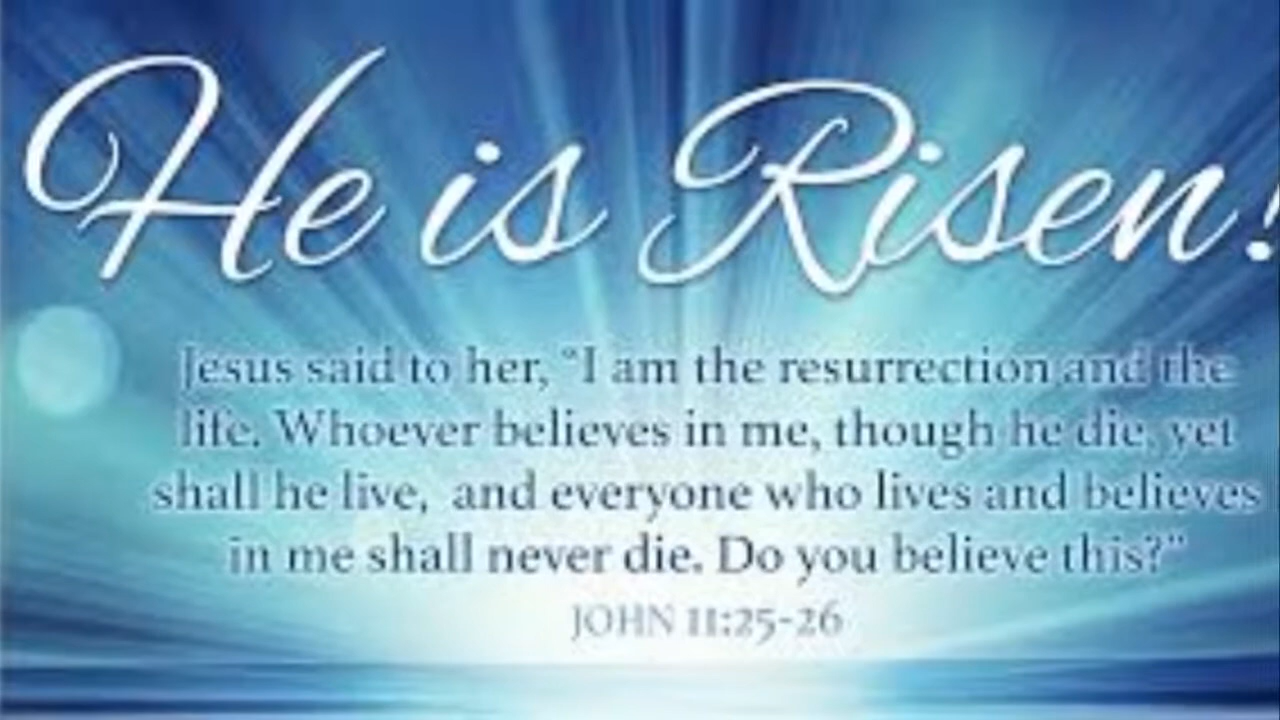 He is Risen!
Jesus said to her, “I am the resurrection and the
life. Whoever believes in me, though he die, yet
shall he live,  and everyone who lives and believes
in me shall never die. Do you believe this?”
JOHN 11:25-26